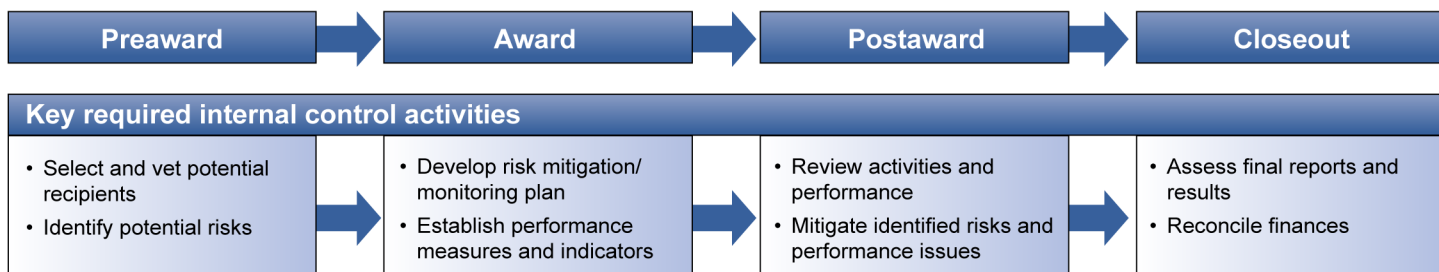 Preaward
Award
Postaward
Closeout
Key required internal control activities
• Select and vet potential
recipients
• Identify potential risks
• Develop risk mitigation/
monitoring plan
• Establish performance
measures and indicators
• Review activities and
performance
• Mitigate identified risks and
performance issues
• Assess final reports and
results
• Reconcile finances